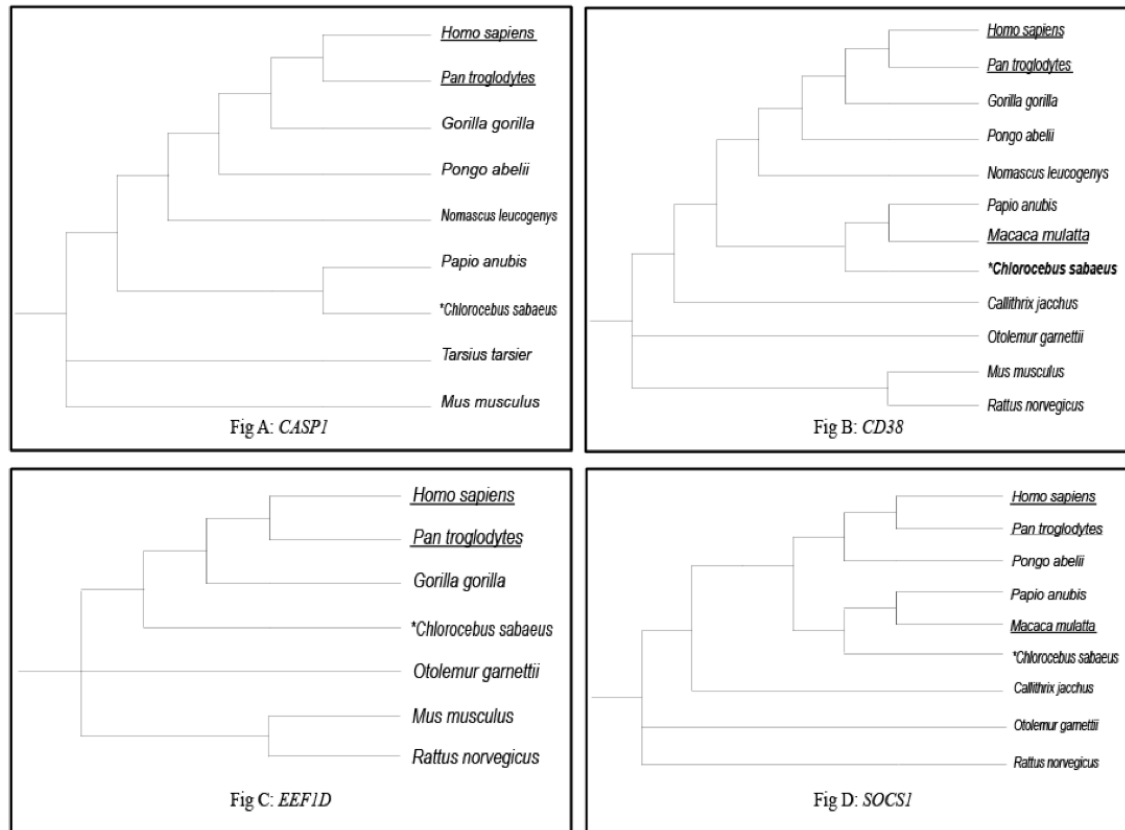 Homo sapiens
Pan troglodytes
Gorilla gorilla
Pongo abelii
Nomascus leucogenys
Papio anubis
*Chlorocebus sabaeus
Tarsius tarsier
Mus musculus
Fig A: CASP1
Homo sapiens
Pan troglodytes
Gorilla gorilla
Pongo abelii
Nomascus leucogenys
Papio anubis
Macaca mulatta
*Chlorocebus sabaeus
Callithrix jacchus
Otolemur garnettii
Mus musculus
Rattus norvegicus
Fig B: CD38
Homo sapiens
Pan troglodytes
Gorilla gorilla
*Chlorocebus sabaeus
Otolemur garnettii
Mus musculus
Rattus norvegicus
Fig C: EEF1D
Homo sapiens
Pan troglodytes
Pongo abelii
Papio anubis
Macaca mulatta
*Chlorocebus sabaeus
Callithrix jacchus
Otolemur garnettii
Rattus norvegicus
Fig D: SOCS1